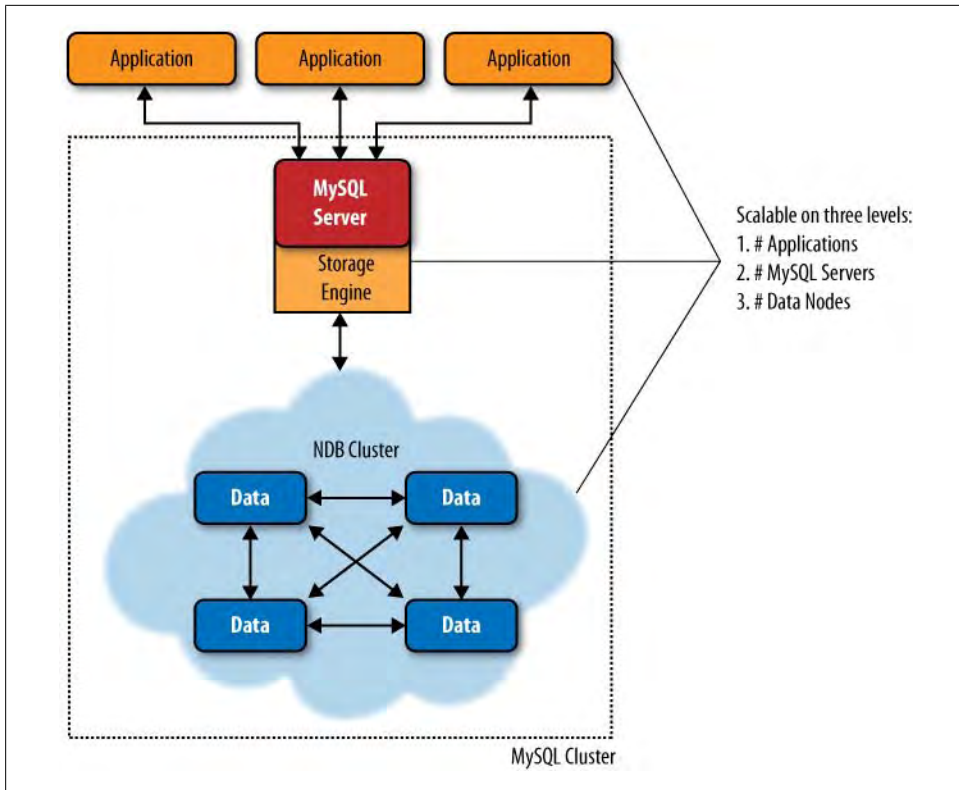 Application
Application
Application
MySQL
Server
Storage
Engine
Scalable on three levels:
1. # Applications
2. # MySQL Servers
3. # Data Nodes
NDB Cluster
Data
Data
Data
Data
MySQL Cluster